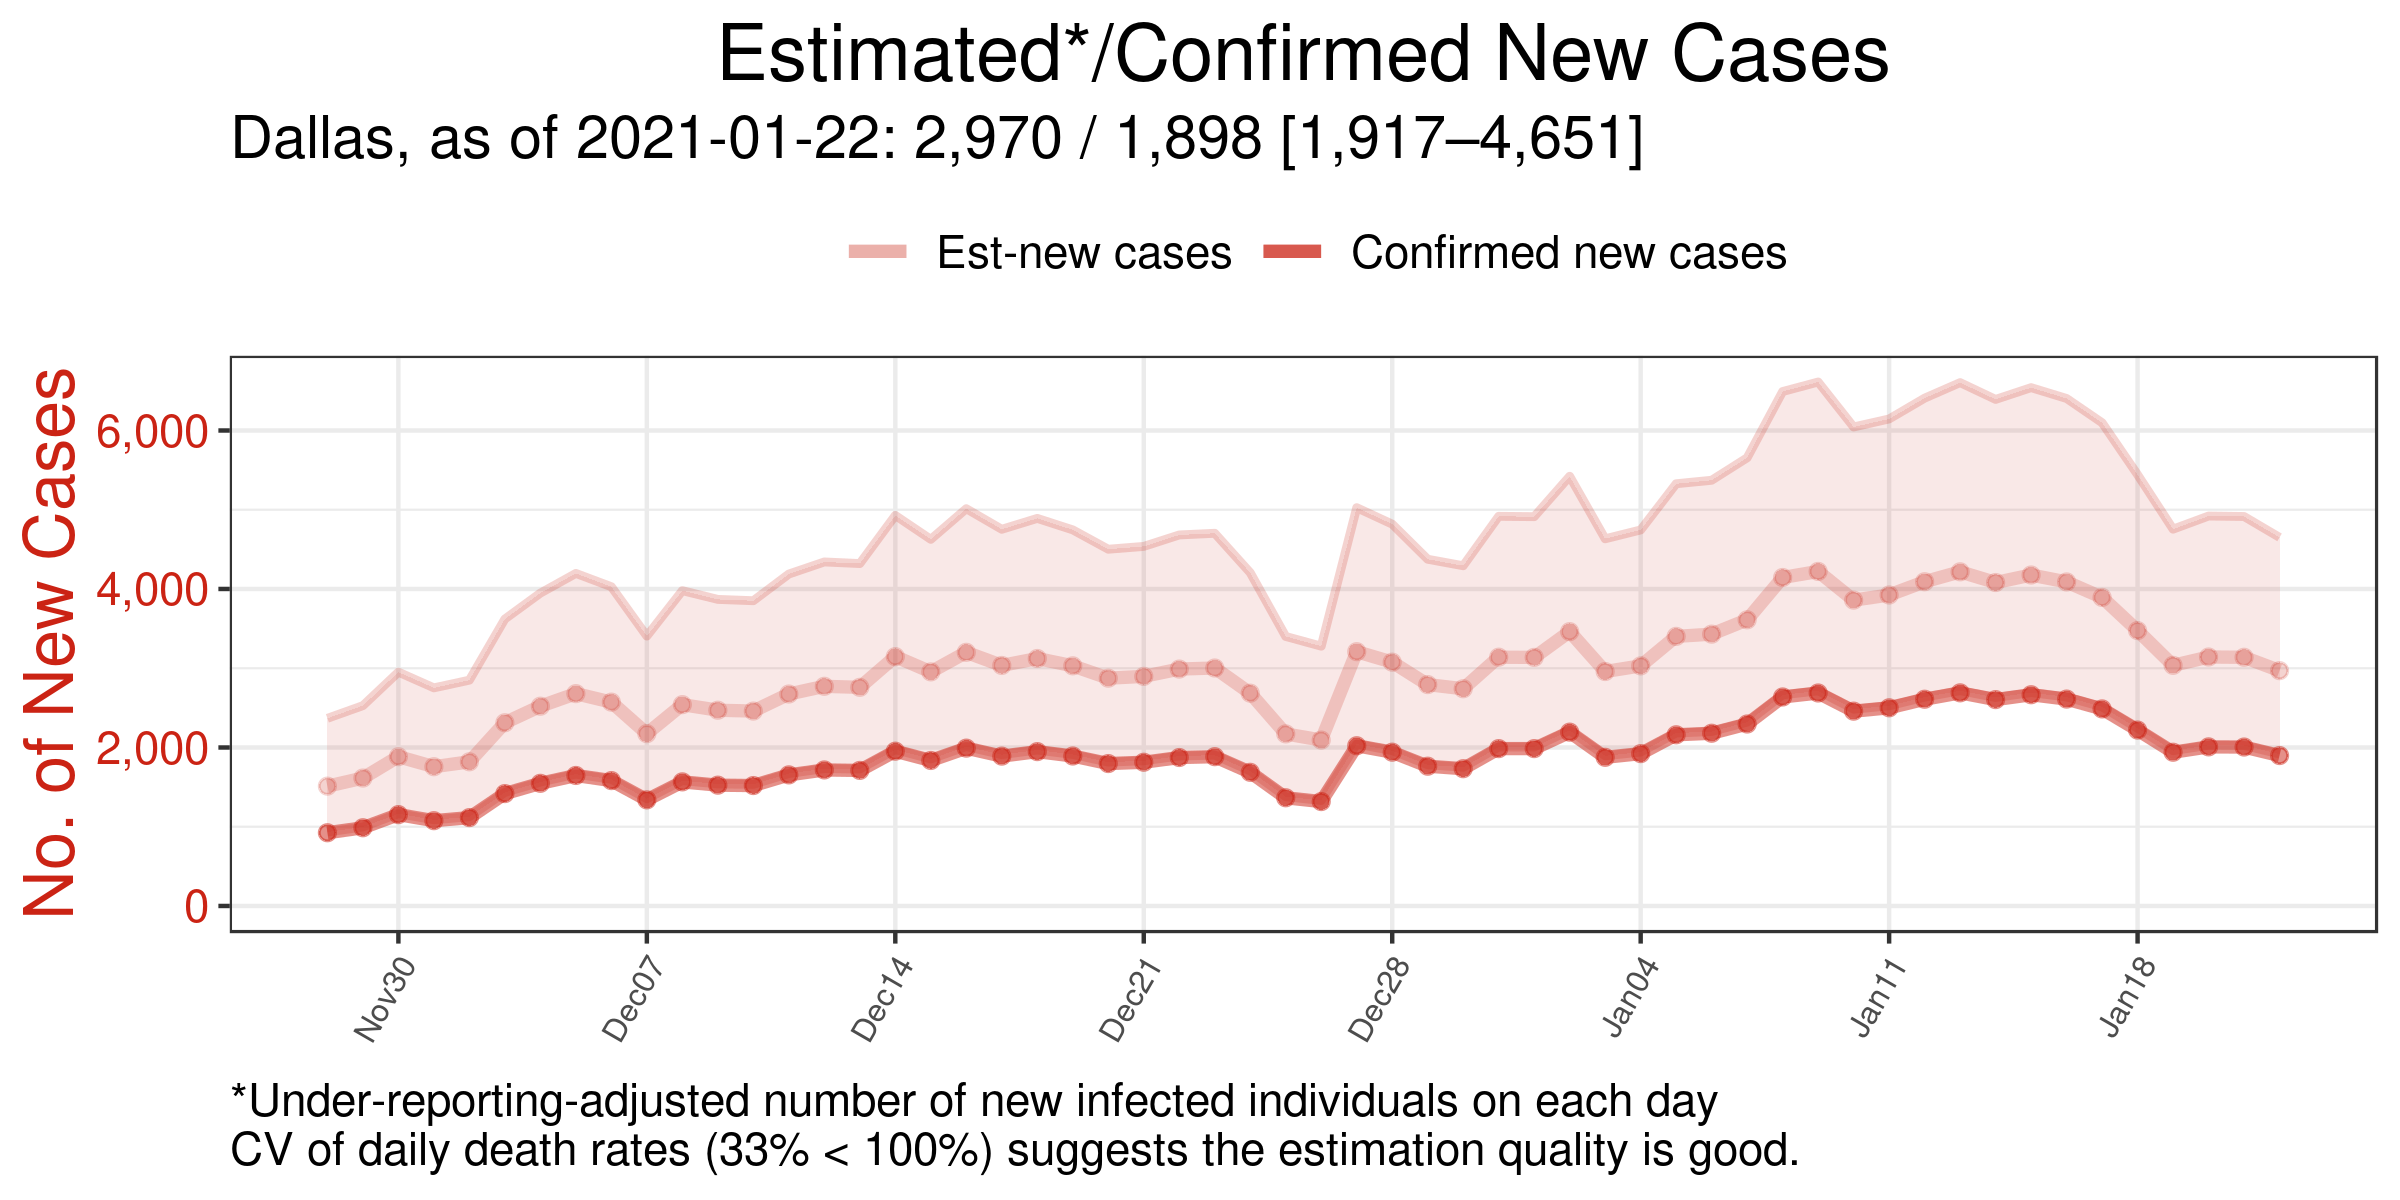 Estimated*/Confirmed New Cases
Dallas, as of 2021-01-22: 2,970 / 1,898 [1,917–4,651]
Est-new cases
Confirmed new cases
No. of New Cases
6,000
4,000
2,000
0
Nov30
Dec07
Dec14
Dec21
Dec28
Jan04
Jan11
Jan18
*Under-reporting-adjusted number of new infected individuals on each day
CV of daily death rates (33% < 100%) suggests the estimation quality is good.